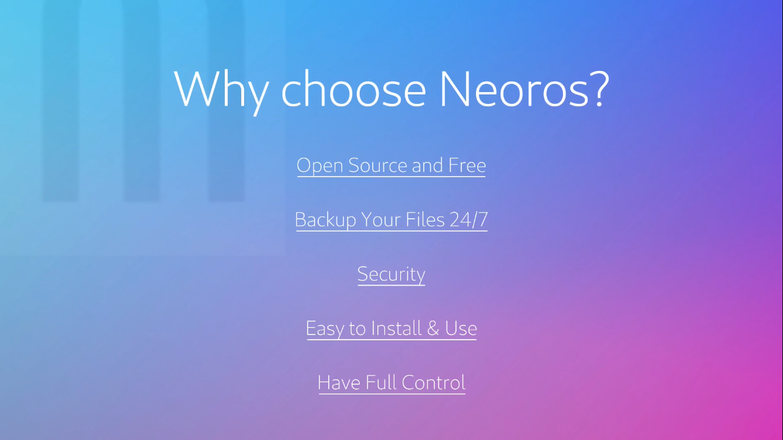 Why choose Neoros?
Open Source and Free
Backup Your Files 24/7
Security
Easy to Install & Use
Have Full Control